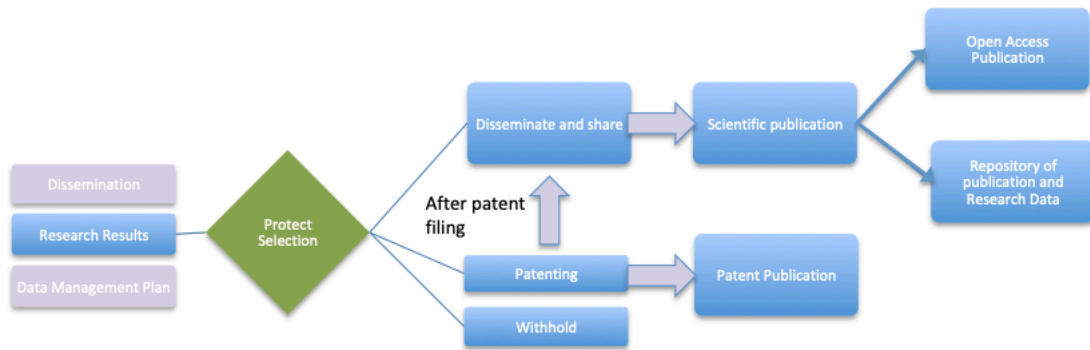 Dissemination
Research Results
Data Management Plan
Protect
Selection
Disseminate and share
After patent
filing
Patenting
Withhold
Scientific publication
Patent Publication
Open Access
Publication
Repository of
publication and
Research Data